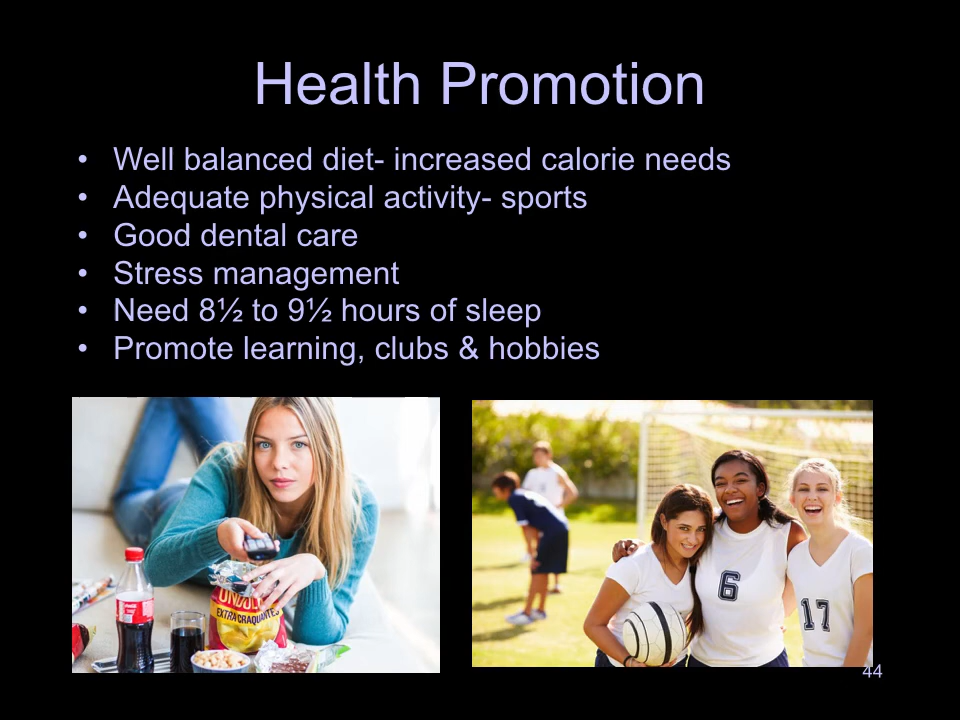 Health Promotion
• Well balanced diet- increased calorie needs
• Adequate physical activity- sports
• Good dental care
• Stress management
• Need 8½ to 9½ hours of sleep
• Promote learning, clubs & hobbies
EXTRA CRAQUANTES
6
17
44